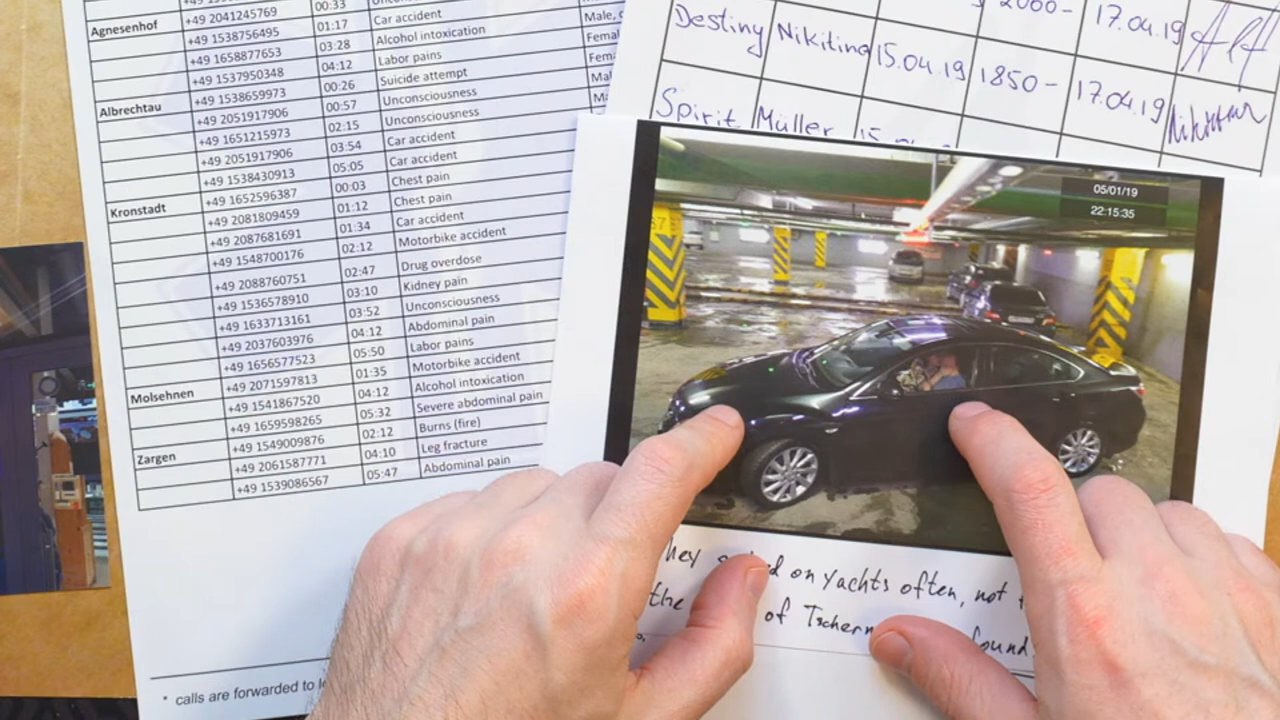 Agnesenhof +49 2041245769 00:33
+49 1538756495 01:17 Car accident Male,
+49 1658877653 03:28 Alcohol intoxication
+49 1537950348 04:12 Labor pains
Albrechtau +49 1538659973 00:26 Suicide attempt
+49 2051917906 00:57 Unconsciousness
+49 1651215973 02:15 Unconsciousness
+49 2051917906 03:54 Car accident
+49 1538430913 05:05 Car accident
Kronstadt +49 1652596387 00:03 Chest pain
+49 2081809459 01:12 Chest pain
+49 2087681691 01:34 Car accident
+49 1548700176 02:12 Motorbike accident
+49 2088760751 02:47 Drug overdose
+49 1536578910 03:10 Kidney pain
+49 1633713161 03:52 Unconsciousness
+49 2037603976 04:12 Abdominal pain
+49 1656577523 05:50 Labor pains
Molsehnen +49 2071597813 01:35 Motorbike accident
+49 1541867520 04:12 Alcohol intoxication
+49 1659598265 05:32 Severe abdominal pain
Zargen +49 1549009876 02:12 Burns (fire)
+49 2061587771 04:10 Leg fracture
+49 1539086567 05:47 Abdominal pain
* calls are forwarded to
2000- 17.04.19
Destiny Nikitina 15.04.19 1850- 17.04.19
Spirit Müller
05/01/19
22:15:35
on yachts often, not
the of